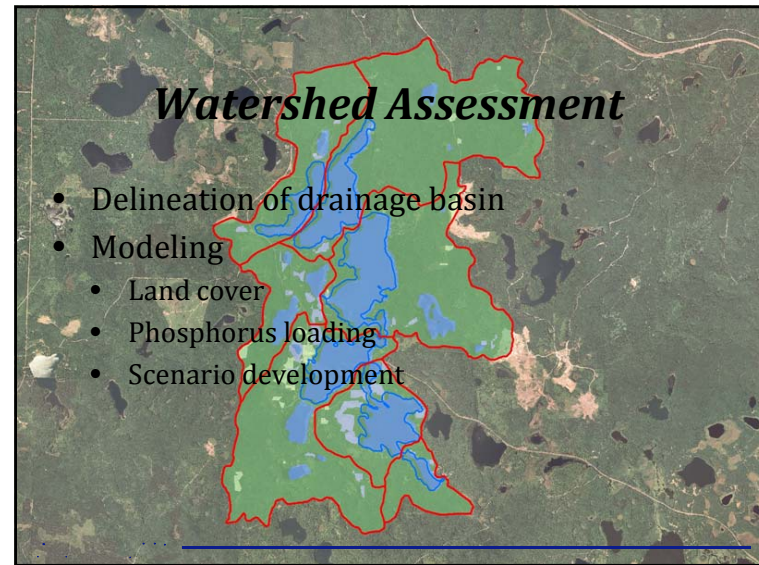 Watershed Assessment
• Delineation of drainage basin
• Modeling
• Land cover
• Phosphorus loading
• Scenario development